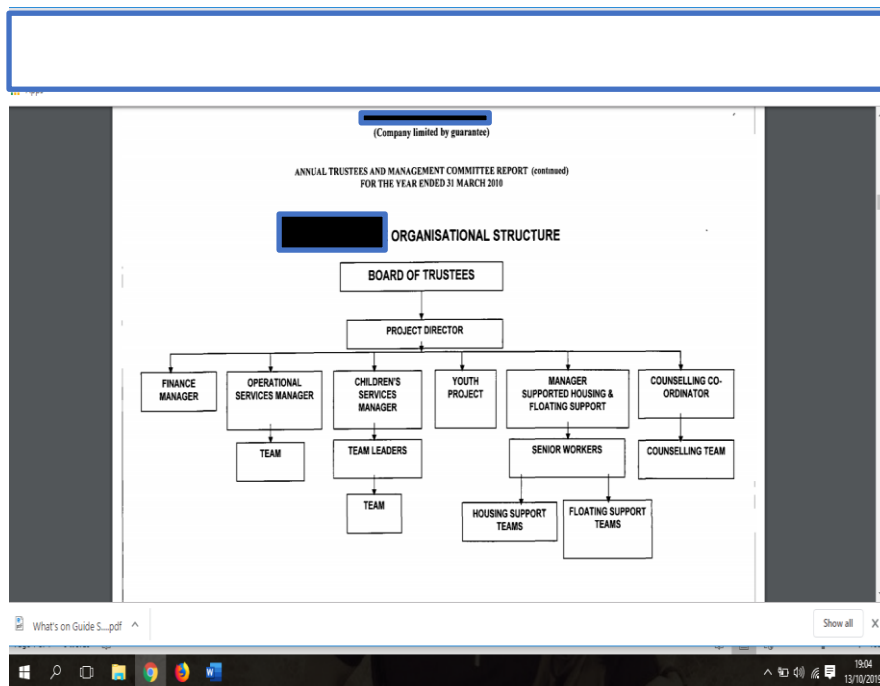 (Company limited by guarantee)
ANNUAL TRUSTEES AND MANAGEMENT COMMITTEE REPORT (continued)
FOR THE YEAR ENDED 31 MARCH 2010
ORGANISATIONAL STRUCTURE
BOARD OF TRUSTEES
PROJECT DIRECTOR
FINANCE
MANAGER
OPERATIONAL
SERVICES MANAGER
CHILDREN'S
SERVICES
MANAGER
YOUTH
PROJECT
MANAGER
SUPPORTED HOUSING &
FLOATING SUPPORT
COUNSELLING CO-
ORDINATOR
TEAM
TEAM LEADERS
SENIOR WORKERS
COUNSELLING TEAM
TEAM
HOUSING SUPPORT
TEAMS
FLOATING SUPPORT
TEAMS
What's on Guide S....pdf
Show all
X
19:04
13/10/2019